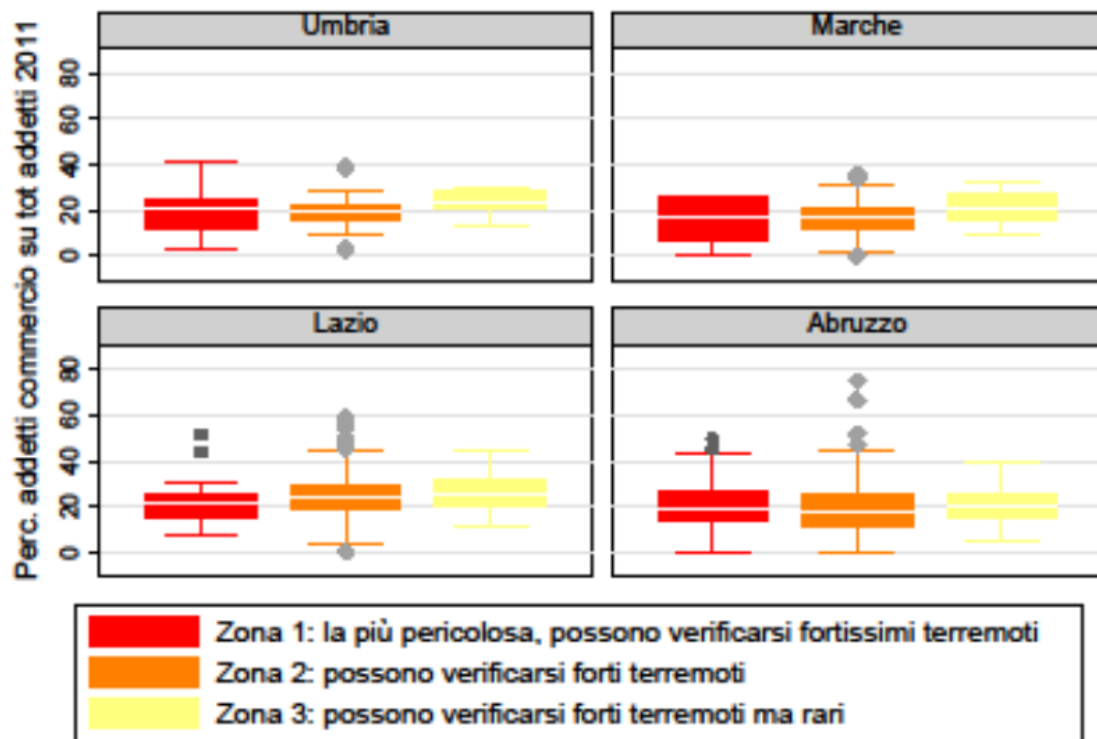 Perc. addetti commercio su tot addetti 2011
Umbria
Marche
80
60
40
20
0
Lazio
Abruzzo
80
60
40
20
0
Zona 1: la più pericolosa, possono verificarsi fortissimi terremoti
Zona 2: possono verificarsi forti terremoti
Zona 3: possono verificarsi forti terremoti ma rari